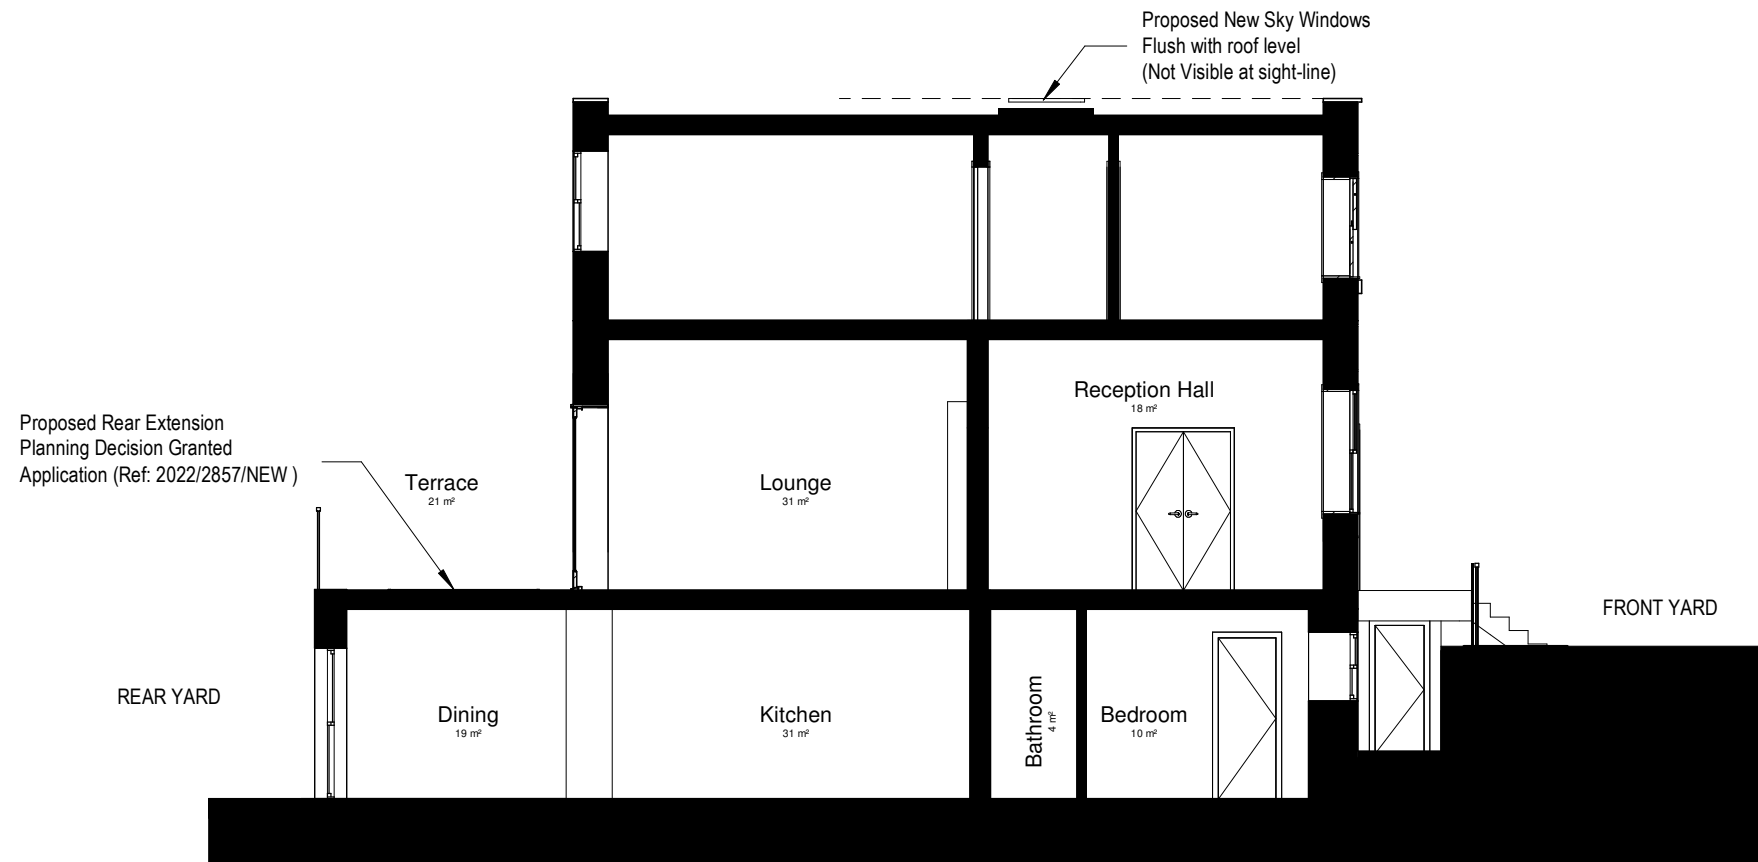 Proposed New Sky Windows
Flush with roof level
(Not Visible at sight-line)
Reception Hall
18 m²
Proposed Rear Extension
Planning Decision Granted
Application (Ref: 2022/2857/NEW )
Terrace
21 m²
Lounge
31 m²
FRONT YARD
REAR YARD
Dining
19 m²
Kitchen
31 m²
Bathroom
4 m²
Bedroom
10 m²